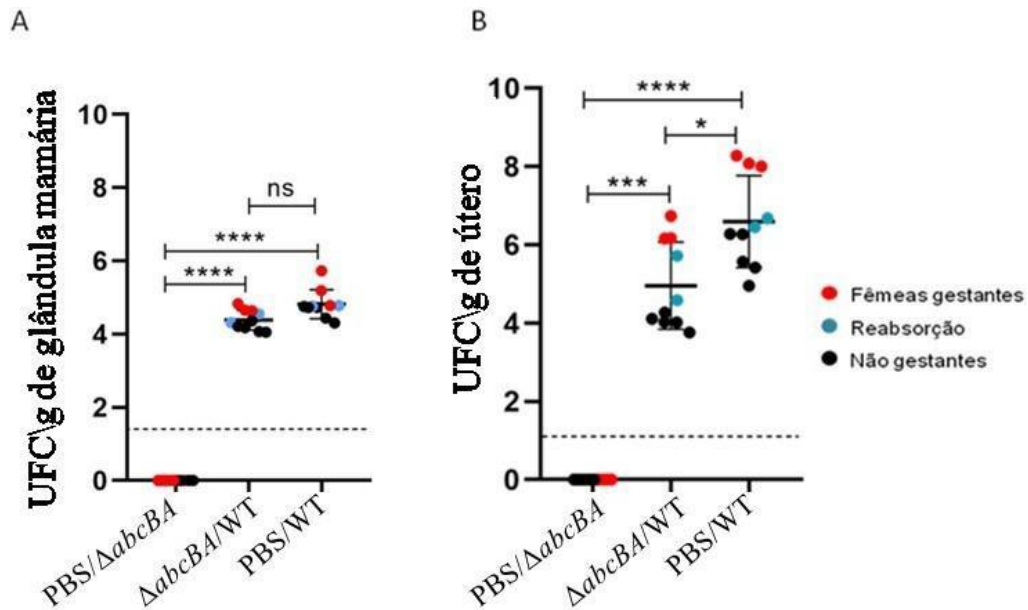 A
UFC\g de glândula mamária
10
8
6
4
2
0
ns
****
****
PBS/ΔabcBA
ΔabcBA/WT
PBS/WT
B
UFC\g de útero
10
8
6
4
2
0
****
*
***
PBS/ΔabcBA
ΔabcBA/WT
PBS/WT
Fêmeas gestantes
Reabsorção
Não gestantes